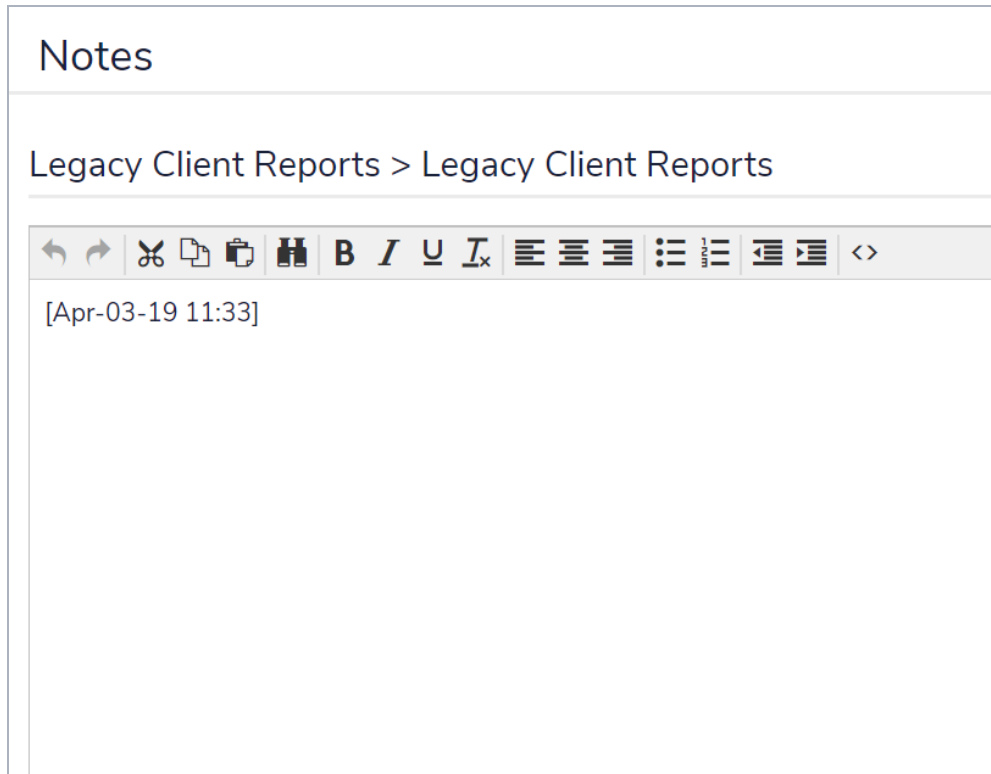 Notes
Legacy Client Reports > Legacy Client Reports
B I U T
[Apr-03-19 11:33]